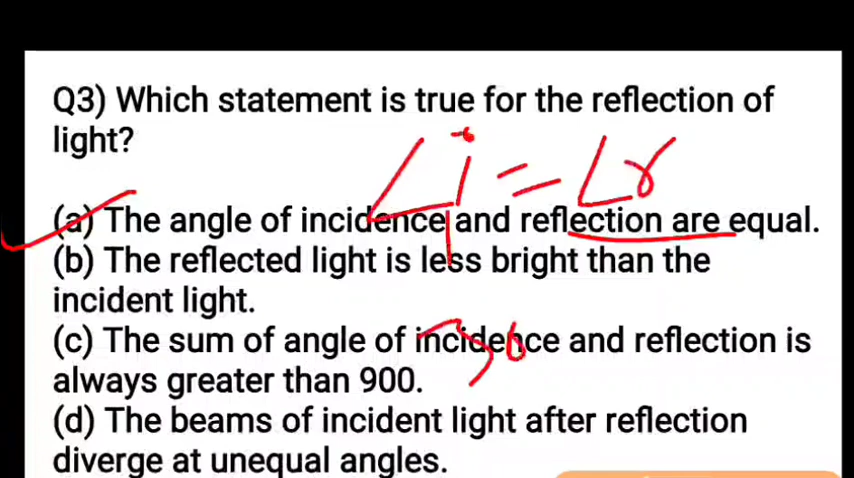 Q3) Which statement is true for the reflection of
light?
∠i = ∠r
(a) The angle of incidence and reflection are equal.
(b) The reflected light is less bright than the
incident light.
(c) The sum of angle of incidence and reflection is
always greater than 900.
30
(d) The beams of incident light after reflection
diverge at unequal angles.